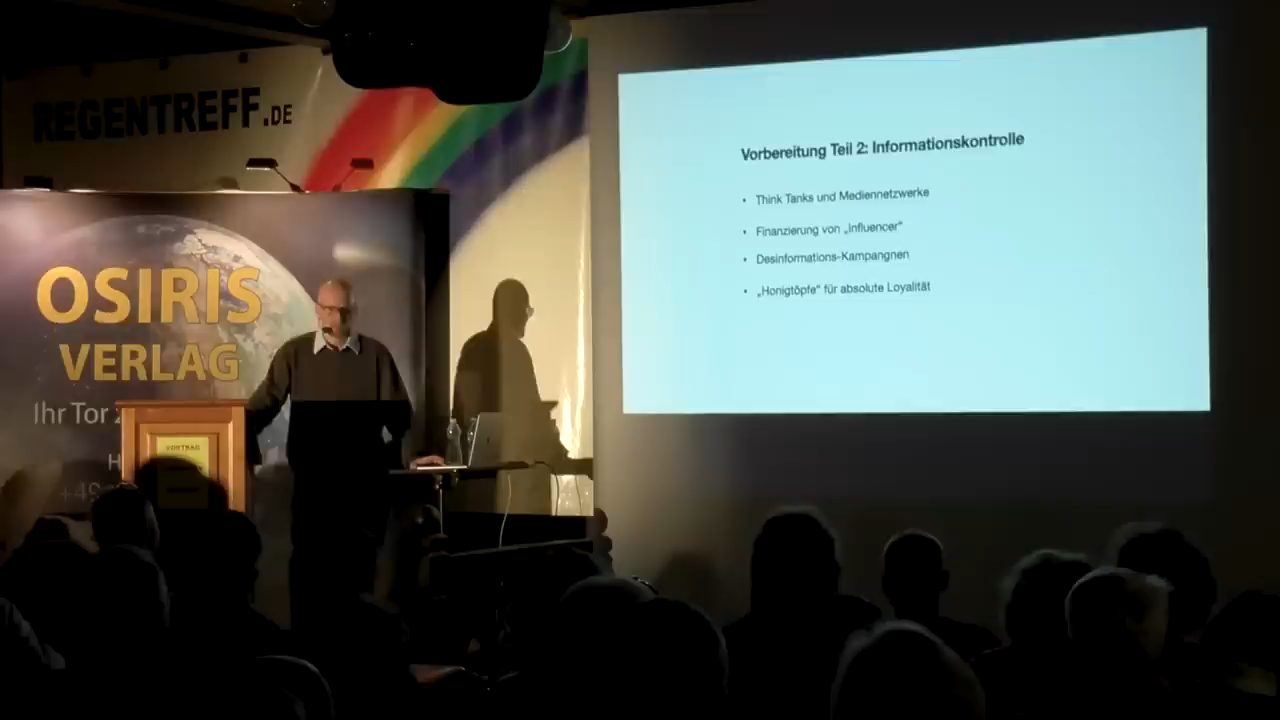 REGENTREFF.DE
OSIRIS
VERLAG
Ihr Tor
VORTRAG
Vorbereitung Teil 2: Informationskontrolle
• Think Tanks und Mediennetzwerke
• Finanzierung von „Influencer“
• Desinformations-Kampangnen
• „Honigtöpfe“ für absolute Loyalität